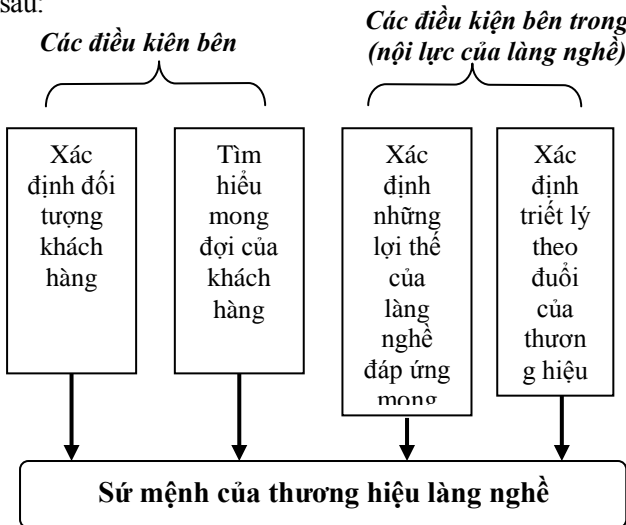 sau:
Các điều kiên bên
Các điều kiện bên trong
(nội lực của làng nghề)
Xác
định đối
tượng
khách
hàng
Tìm
hiểu
mong
đợi của
khách
hàng
Xác
định
những
lợi thế
của
làng
nghề
đáp ứng
mong
Xác
định
triết lý
theo
đuổi
của
thươn
g hiệu
Sứ mệnh của thương hiệu làng nghề